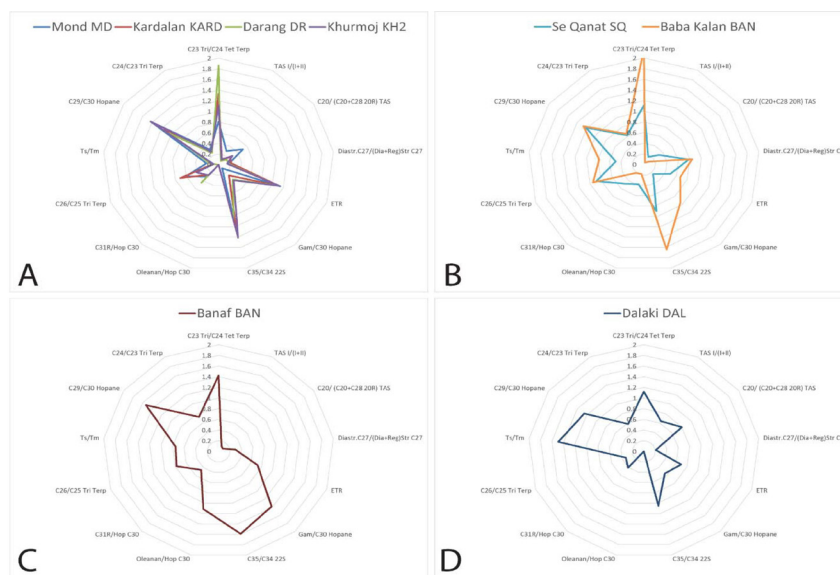 Mond MD Kardalan KARD Darang DR Khurmoj KH2
C23 Tri/C24 Tet Terp
C24/C23 Tri Terp
TAS I/(I+II)
C29/C30 Hopane
C20/ (C20+C28 20R) TAS
Ts/Tm
Diastr.C27/(Dia+Reg)Str C27
C26/C25 Tri Terp
ETR
C31R/Hop C30
Gam/C30 Hopane
Oleanan/Hop C30
C35/C34 22S
2
1.8
1.6
1.4
1.2
1
0.8
0.6
0.4
0.2
0
A
Se Qanat SQ Baba Kalan BAN
C23 Tri/C24 Tet Terp
C24/C23 Tri Terp
TAS I/(I+II)
C29/C30 Hopane
C20/ (C20+C28 20R) TAS
Ts/Tm
Diastr.C27/(Dia+Reg)Str C
C26/C25 Tri Terp
ETR
C31R/Hop C30
Gam/C30 Hopane
Oleanan/Hop C30
C35/C34 22S
2
1.8
1.6
1.4
1.2
1
0.8
0.6
0.4
0.2
0
B
Banaf BAN
C23 Tri/C24 Tet Terp
C24/C23 Tri Terp
TAS I/(I+II)
C29/C30 Hopane
C20/ (C20+C28 20R) TAS
Ts/Tm
Diastr.C27/(Dia+Reg)Str C27
C26/C25 Tri Terp
ETR
C31R/Hop C30
Gam/C30 Hopane
Oleanan/Hop C30
C35/C34 22S
2
1.8
1.6
1.4
1.2
1
0.8
0.6
0.4
0.2
0
C
Dalaki DAL
C23 Tri/C24 Tet Terp
C24/C23 Tri Terp
TAS I/(I+II)
C29/C30 Hopane
C20/ (C20+C28 20R) TAS
Ts/Tm
Diastr.C27/(Dia+Reg)Str C
C26/C25 Tri Terp
ETR
C31R/Hop C30
Gam/C30 Hopane
Oleanan/Hop C30
C35/C34 22S
2
1.8
1.6
1.4
1.2
1
0.8
0.6
0.4
0.2
0
D